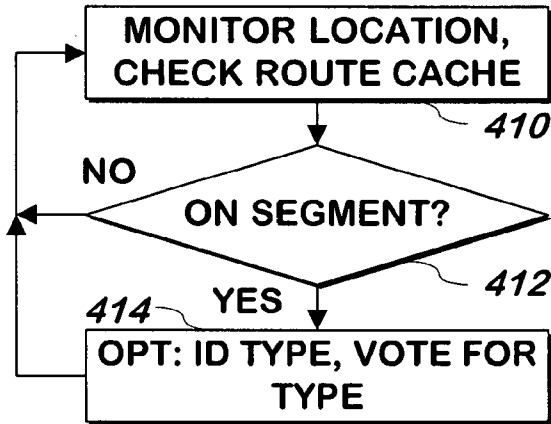 MONITOR LOCATION,
CHECK ROUTE CACHE
410
NO
ON SEGMENT?
412
YES
414
OPT: ID TYPE, VOTE FOR
TYPE